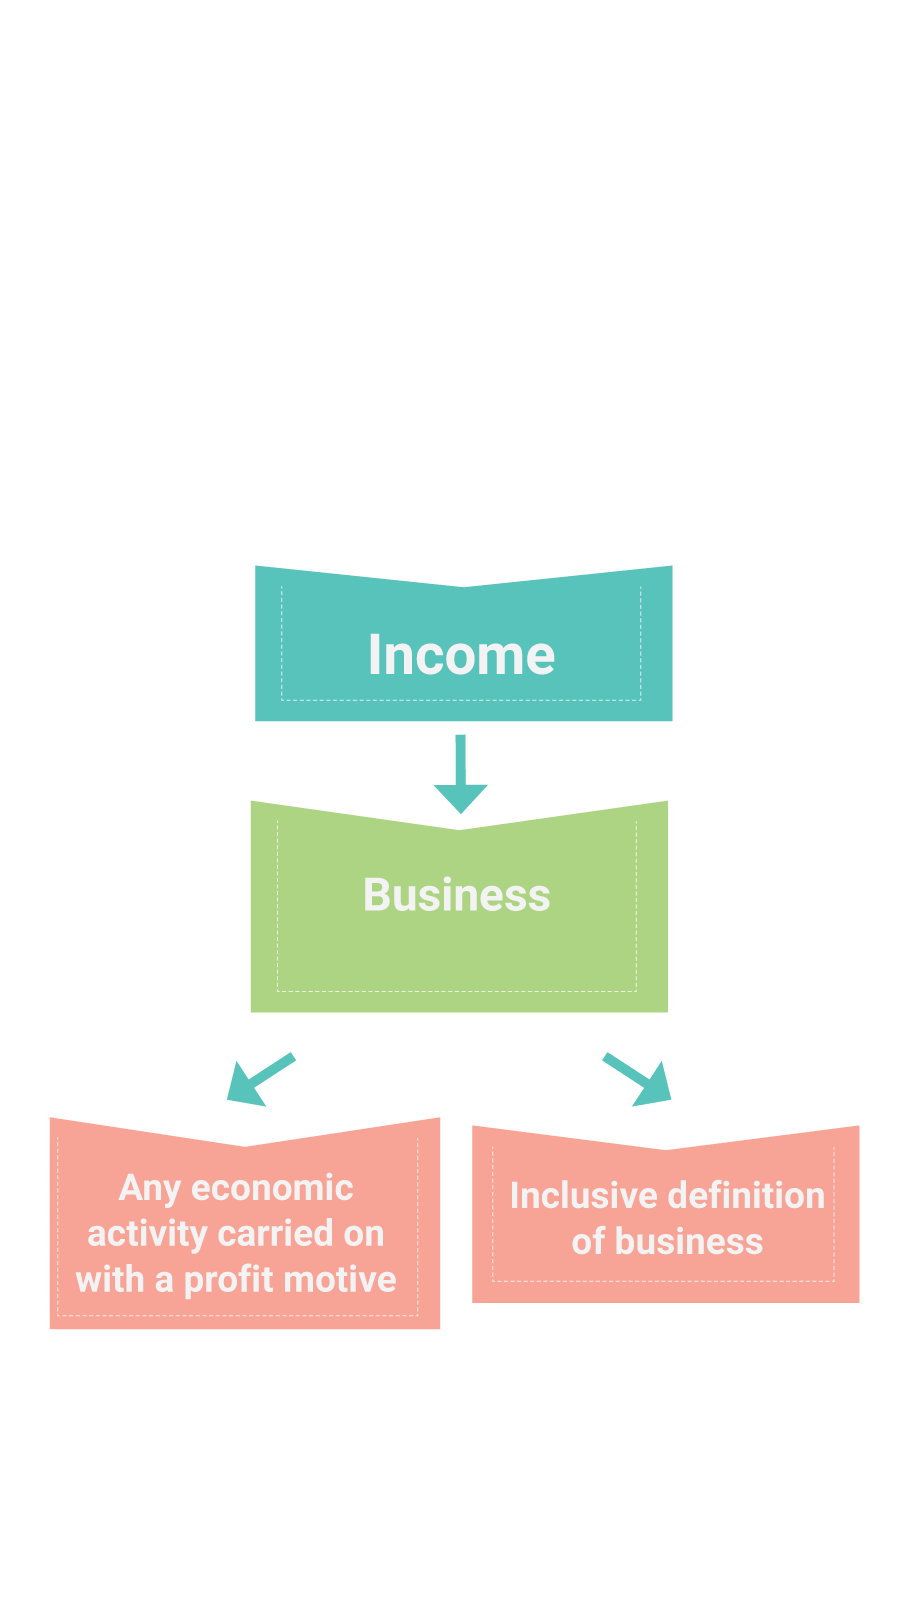 Income
Business
Any economic
activity carried on
with a profit motive
Inclusive definition
of business